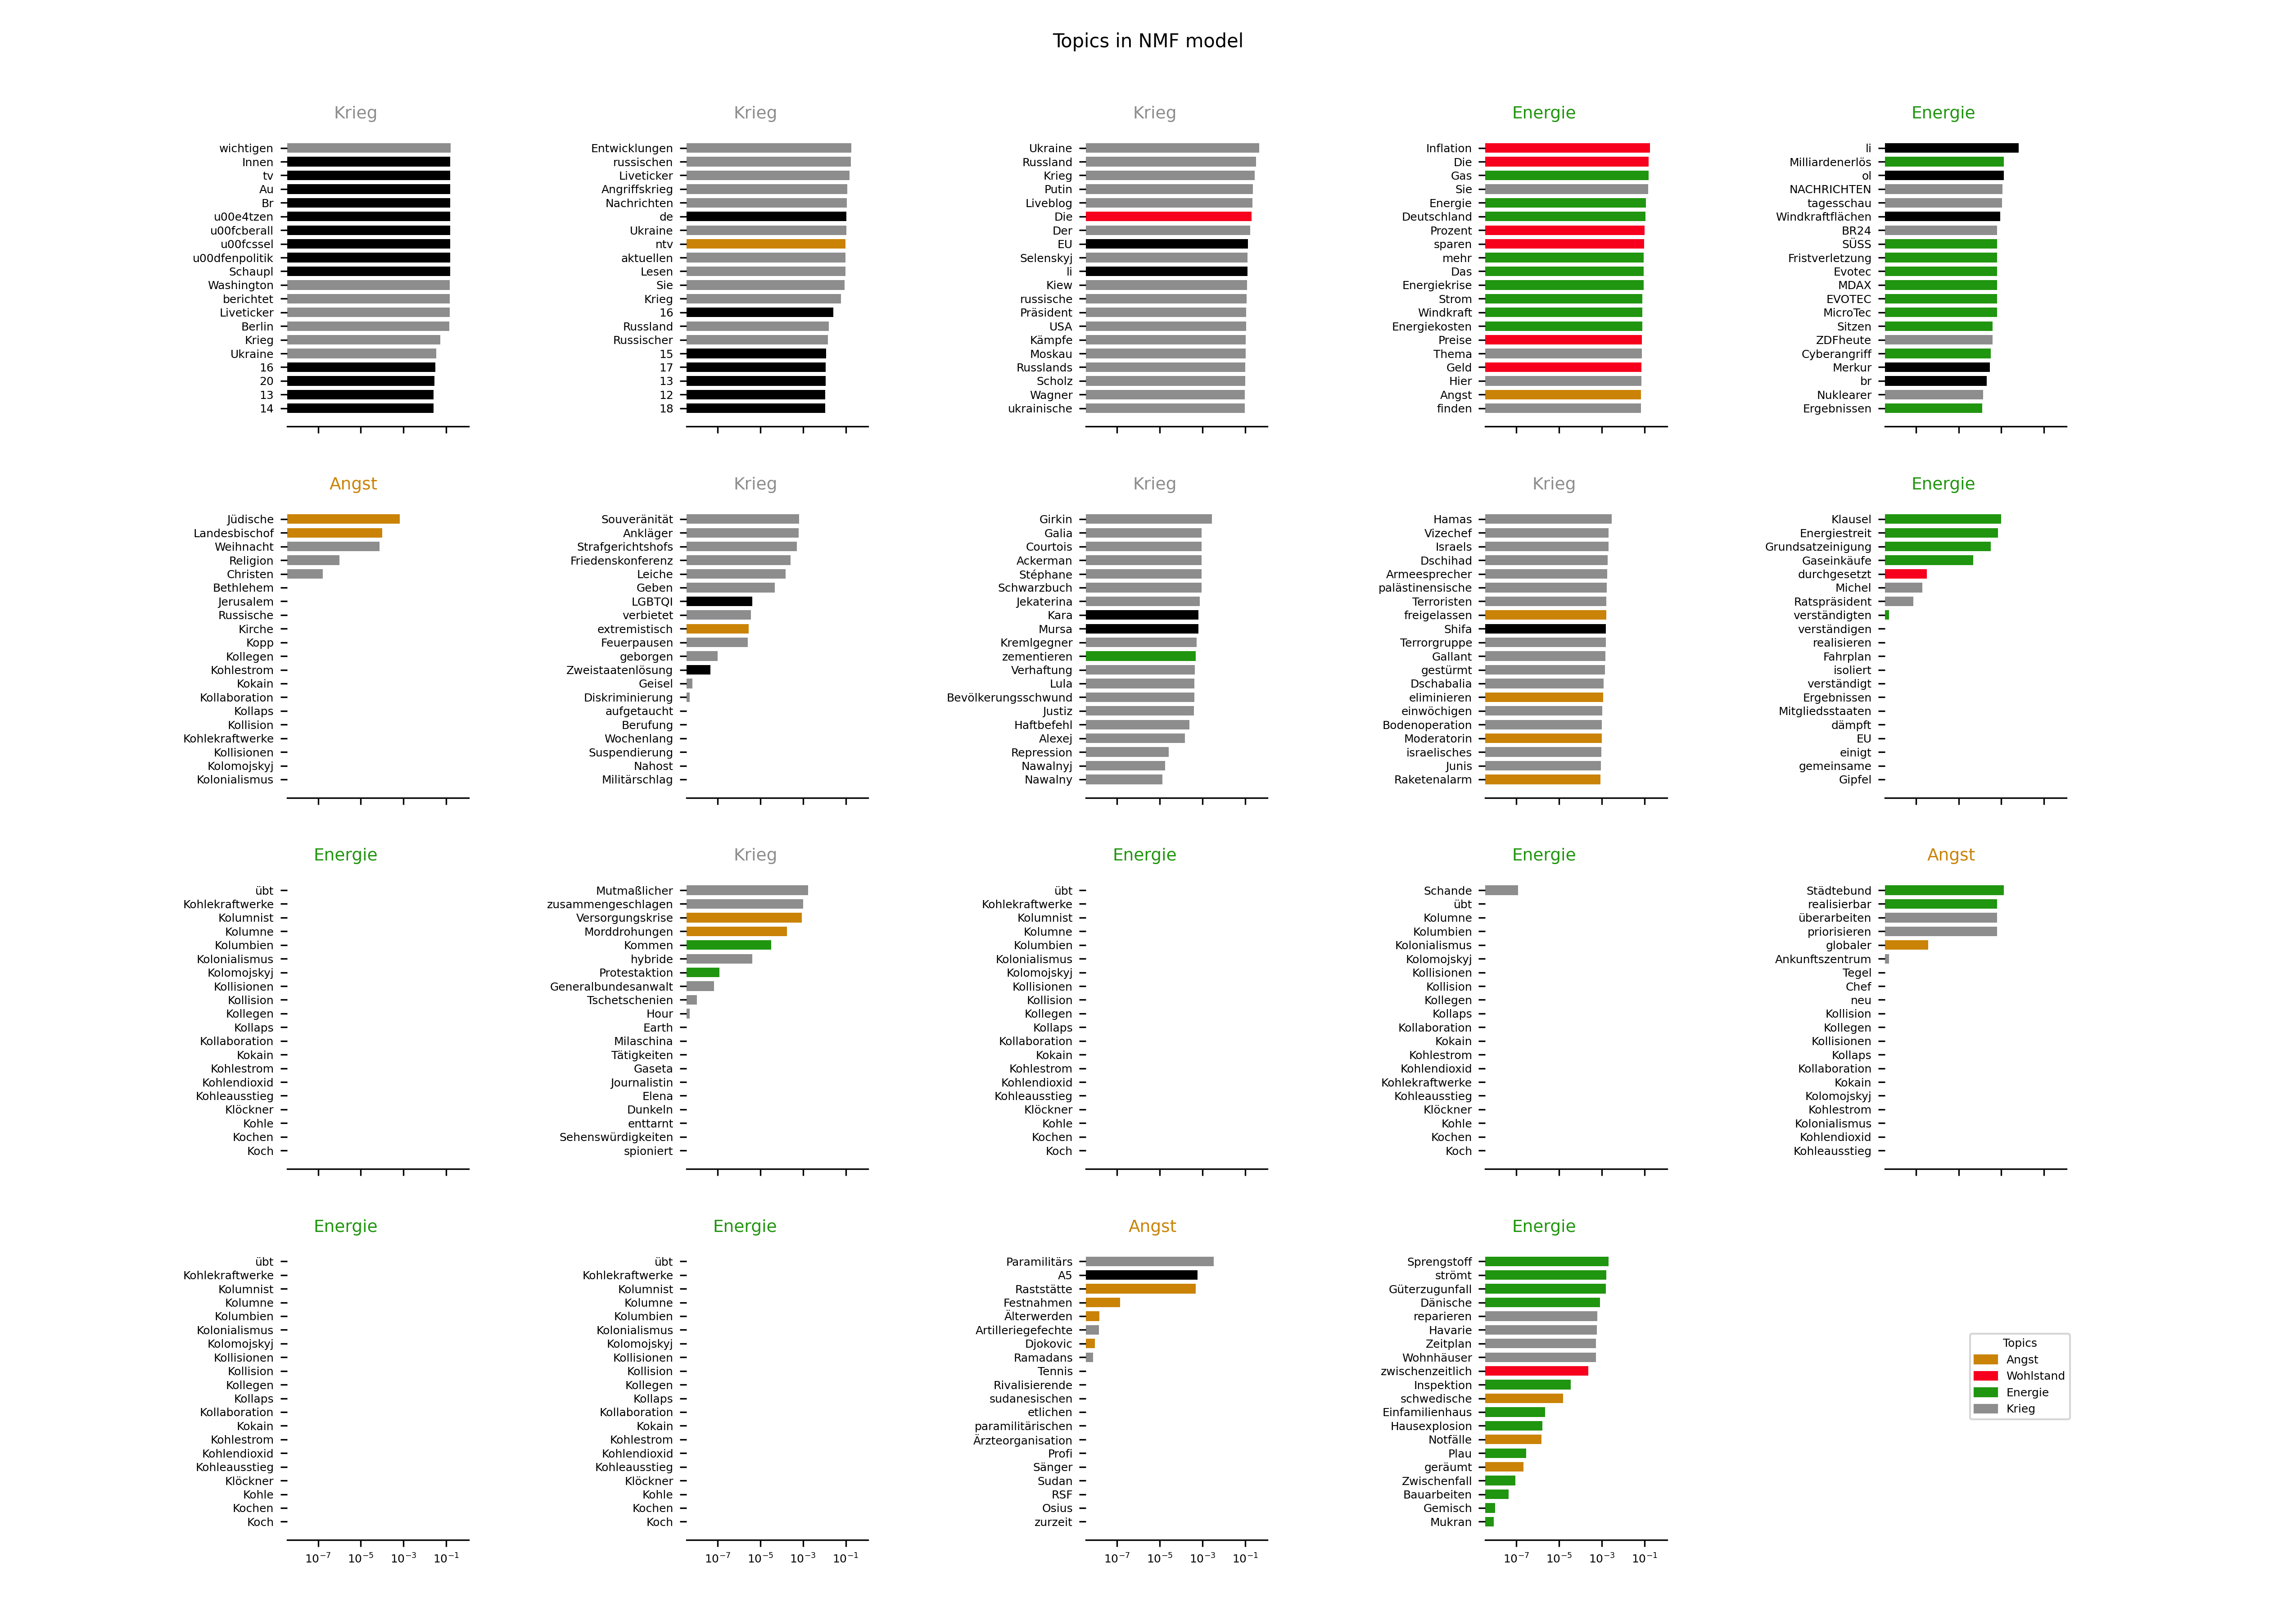 Topics in NMF model
Krieg
wichtigen
Innen
tv
Au
Br
u00e4tzen
u00fcberall
u00fcssel
u00dfenpolitik
Schaupl
Washington
berichtet
Liveticker
Berlin
Krieg
Ukraine
16
20
13
14
Krieg
Entwicklungen
russischen
Liveticker
Angriffskrieg
Nachrichten
de
Ukraine
ntv
aktuellen
Lesen
Sie
Krieg
16
Russland
Russischer
15
17
13
12
18
Krieg
Ukraine
Russland
Krieg
Putin
Liveblog
Die
Der
EU
Selenskyj
li
Kiew
russische
Präsident
USA
Kämpfe
Moskau
Russlands
Scholz
Wagner
ukrainische
Energie
Inflation
Die
Gas
Sie
Energie
Deutschland
Prozent
sparen
mehr
Das
Energiekrise
Strom
Windkraft
Energiekosten
Preise
Thema
Geld
Hier
Angst
finden
Energie
li
Milliardenerlös
ol
NACHRICHTEN
tagesschau
Windkraftflächen
BR24
SÜSS
Fristverletzung
Evotec
MDAX
EVOTEC
MicroTec
Sitzen
ZDFheute
Cyberangriff
Merkur
br
Nuklearer
Ergebnissen
Angst
Jüdische
Landesbischof
Weihnacht
Religion
Christen
Bethlehem
Jerusalem
Russische
Kirche
Kopp
Kollegen
Kohlestrom
Kokain
Kollaboration
Kollaps
Kollision
Kohlekraftwerke
Kollisionen
Kolomojskyj
Kolonialismus
Krieg
Souveränität
Ankläger
Strafgerichtshofs
Friedenskonferenz
Leiche
Geben
LGBTQI
verbietet
extremistisch
Feuerpausen
geborgen
Zweistaatenlösung
Geisel
Diskriminierung
aufgetaucht
Berufung
Wochenlang
Suspendierung
Nahost
Militärschlag
Krieg
Girkin
Galia
Courtois
Ackerman
Stéphane
Schwarzbuch
Jekaterina
Kara
Mursa
Kremlgegner
zementieren
Verhaftung
Lula
Bevölkerungsschwund
Justiz
Haftbefehl
Alexej
Repression
Nawalnyj
Nawalny
Krieg
Hamas
Vizechef
Israels
Dschihad
Armeesprecher
palästinensische
Terroristen
freigelassen
Shifa
Terrorgruppe
Gallant
gestürmt
Dschabalia
eliminieren
einwöchigen
Bodenoperation
Moderatorin
israelisches
Junis
Raketenalarm
Energie
Klausel
Energiestreit
Grundsatzeinigung
Gaseinkäufe
durchgesetzt
Michel
Ratspräsident
verständigten
verständigen
realisieren
Fahrplan
isoliert
verständigt
Ergebnissen
Mitgliedsstaaten
dämpft
EU
einigt
gemeinsame
Gipfel
Energie
übt
Kohlekraftwerke
Kolumnist
Kolumne
Kolumbien
Kolonialismus
Kolomojskyj
Kollisionen
Kollision
Kollegen
Kollaps
Kollaboration
Kokain
Kohlestrom
Kohlendioxid
Kohleausstieg
Klöckner
Kohle
Kochen
Koch
Krieg
Mutmaßlicher
zusammengeschlagen
Versorgungskrise
Morddrohungen
Kommen
hybride
Protestaktion
Generalbundesanwalt
Tschetschenien
Hour
Earth
Milaschina
Tätigkeiten
Gaseta
Journalistin
Elena
Dunkeln
enttarnt
Sehenswürdigkeiten
spioniert
Energie
übt
Kohlekraftwerke
Kolumnist
Kolumne
Kolumbien
Kolonialismus
Kolomojskyj
Kollisionen
Kollision
Kollegen
Kollaps
Kollaboration
Kokain
Kohlestrom
Kohlendioxid
Kohleausstieg
Klöckner
Kohle
Kochen
Koch
Energie
Schande
übt
Kolumne
Kolumbien
Kolonialismus
Kolomojskyj
Kollisionen
Kollision
Kollegen
Kollaps
Kollaboration
Kokain
Kohlestrom
Kohlendioxid
Kohlekraftwerke
Kohleausstieg
Klöckner
Kohle
Kochen
Koch
Angst
Städtebund
realisierbar
überarbeiten
priorisieren
globaler
Ankunftszentrum
Tegel
Chef
neu
Kollision
Kollegen
Kollisionen
Kollaps
Kollaboration
Kokain
Kolomojskyj
Kohlestrom
Kolonialismus
Kohlendioxid
Kohleausstieg
Energie
übt
Kohlekraftwerke
Kolumnist
Kolumne
Kolumbien
Kolonialismus
Kolomojskyj
Kollisionen
Kollision
Kollegen
Kollaps
Kollaboration
Kokain
Kohlestrom
Kohlendioxid
Kohleausstieg
Klöckner
Kohle
Kochen
Koch
10⁻⁷ 10⁻⁵ 10⁻³ 10⁻¹
Energie
übt
Kohlekraftwerke
Kolumnist
Kolumne
Kolumbien
Kolonialismus
Kolomojskyj
Kollisionen
Kollision
Kollegen
Kollaps
Kollaboration
Kokain
Kohlestrom
Kohlendioxid
Kohleausstieg
Klöckner
Kohle
Kochen
Koch
10⁻⁷ 10⁻⁵ 10⁻³ 10⁻¹
Angst
Paramilitärs
A5
Raststätte
Festnahmen
Älterwerden
Artilleriegefechte
Djokovic
Ramadans
Tennis
Rivalisierende
sudanesischen
etlichen
paramilitärischen
Ärzteorganisation
Profi
Sänger
Sudan
RSF
Osius
zurzeit
10⁻⁷ 10⁻⁵ 10⁻³ 10⁻¹
Energie
Sprengstoff
strömt
Güterzugunfall
Dänische
reparieren
Havarie
Zeitplan
Wohnhäuser
zwischenzeitlich
Inspektion
schwedische
Einfamilienhaus
Hausexplosion
Notfälle
Plau
geräumt
Zwischenfall
Bauarbeiten
Gemisch
Mukran
10⁻⁷ 10⁻⁵ 10⁻³ 10⁻¹
Topics
Angst
Wohlstand
Energie
Krieg